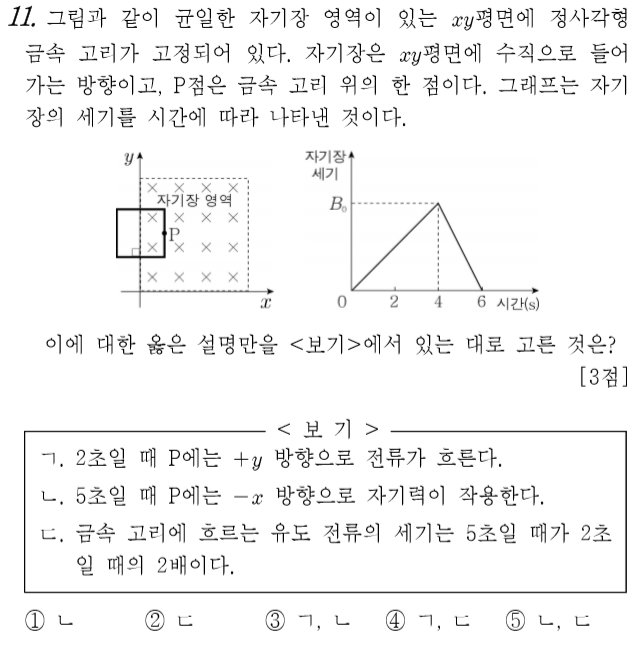 11. 그림과 같이 균일한 자기장 영역이 있는 xy평면에 정사각형
금속 고리가 고정되어 있다. 자기장은 xy평면에 수직으로 들어
가는 방향이고, P점은 금속 고리 위의 한 점이다. 그래프는 자기
장의 세기를 시간에 따라 나타낸 것이다.
y
자기장 영역
P
x
자기장
세기
B₀
0 2 4 6 시간(s)
이에 대한 옳은 설명만을 <보기>에서 있는 대로 고른 것은?
[3점]
< 보 기 >
ㄱ. 2초일 때 P에는 +y 방향으로 전류가 흐른다.
ㄴ. 5초일 때 P에는 −x 방향으로 자기력이 작용한다.
ㄷ. 금속 고리에 흐르는 유도 전류의 세기는 5초일 때가 2초
일 때의 2배이다.
① ㄴ ② ㄷ ③ ㄱ, ㄴ ④ ㄱ, ㄷ ⑤ ㄴ, ㄷ